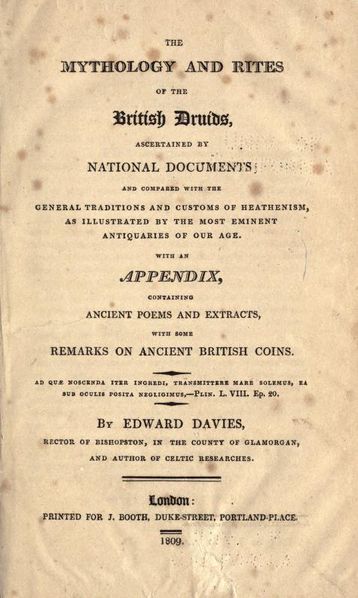 THE
MYTHOLOGY AND RITES
OF THE
British Druids,
ASCERTAINED BY
NATIONAL DOCUMENTS;
AND COMPARED WITH THE
GENERAL TRADITIONS AND CUSTOMS OF HEATHENISM,
AS ILLUSTRATED BY THE MOST EMINENT
ANTIQUARIES OF OUR AGE.
WITH AN
APPENDIX,
CONTAINING
ANCIENT POEMS AND EXTRACTS,
WITH SOME
REMARKS ON ANCIENT BRITISH COINS.
AD QUÆ NOSCENDA ITER INGREDI, TRANSMITTERE MARE SOLEMUS, EA
SUB OCULIS POSITA NEGLIGIMUS,—PLIN. L. VIII. Ep. 20.
BY EDWARD DAVIES,
RECTOR OF BISHOPSTON, IN THE COUNTY OF GLAMORGAN,
AND AUTHOR OF CELTIC RESEARCHES.
London:
PRINTED FOR J. BOOTH, DUKE-STREET, PORTLAND-PLACE.
1809.